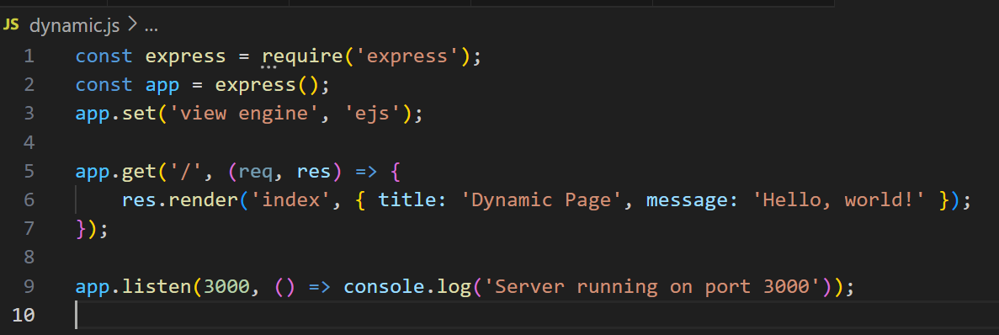 JS dynamic.js > ...
1 const express = require('express');
2 const app = express();
3 app.set('view engine', 'ejs');
4
5 app.get('/', (req, res) => {
6     res.render('index', { title: 'Dynamic Page', message: 'Hello, world!' });
7 });
8
9 app.listen(3000, () => console.log('Server running on port 3000'));
10